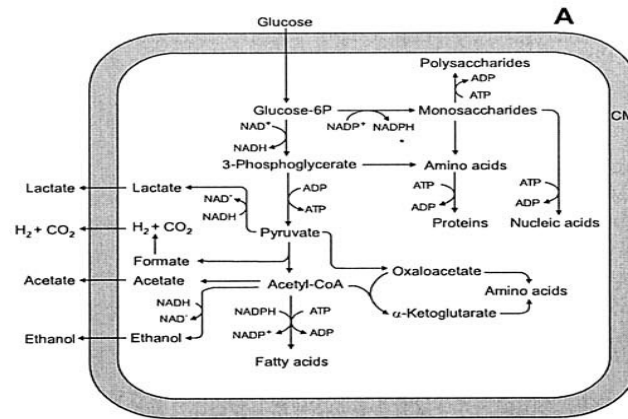 Glucose
A
Polysaccharides
ADP
ATP
Glucose-6P
Monosaccharides
CM
NAD⁺
NADH
NADP⁺
NADPH
3-Phosphoglycerate
Amino acids
Lactate
Lactate
NAD⁺
NADH
ADP
ATP
ATP
ADP
ATP
ADP
H₂ + CO₂
H₂ + CO₂
Pyruvate
Proteins
Nucleic acids
Formate
Oxaloacetate
Acetate
Acetate
Acetyl-CoA
Amino acids
NADH
NAD⁺
NADPH
NADP⁺
ATP
ADP
α-Ketoglutarate
Ethanol
Ethanol
Fatty acids